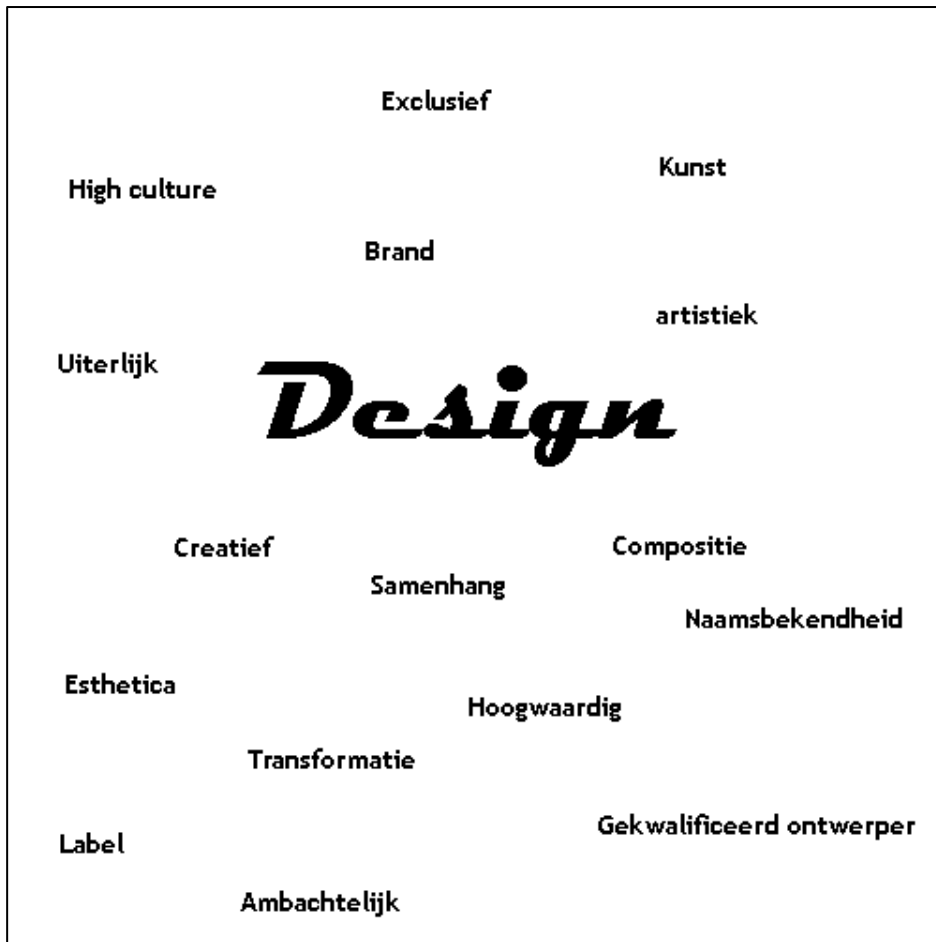 Exclusief
Kunst
High culture
Brand
artistiek
Uiterlijk
Design
Creatief
Compositie
Samenhang
Naamsbekendheid
Esthetica
Hoogwaardig
Transformatie
Gekwalificeerd ontwerper
Label
Ambachtelijk